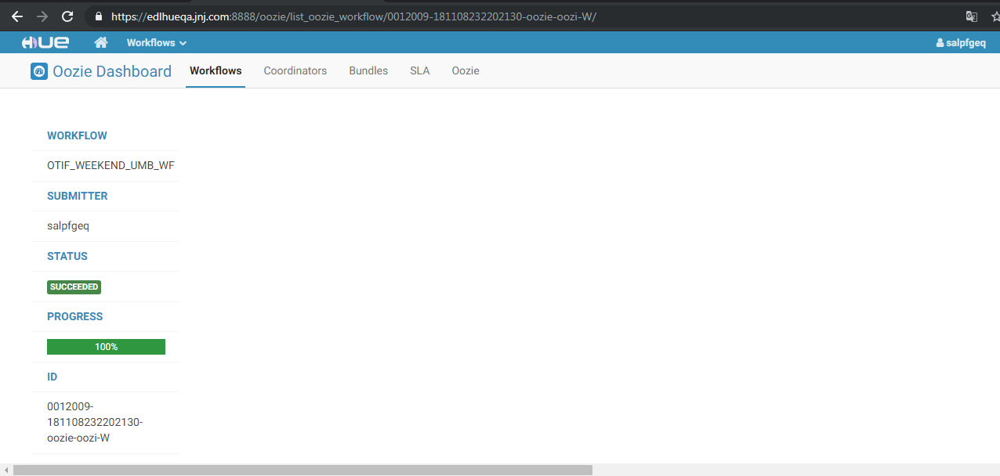 https://edlhueqa.jnj.com:8888/oozie/list_oozie_workflow/0012009-181108232202130-oozie-oozi-W/
HUE Workflows salpfgeq
Oozie Dashboard Workflows Coordinators Bundles SLA Oozie
WORKFLOW
OTIF_WEEKEND_UMB_WF
SUBMITTER
salpfgeq
STATUS
SUCCEEDED
PROGRESS
100%
ID
0012009-
181108232202130-
oozie-oozi-W